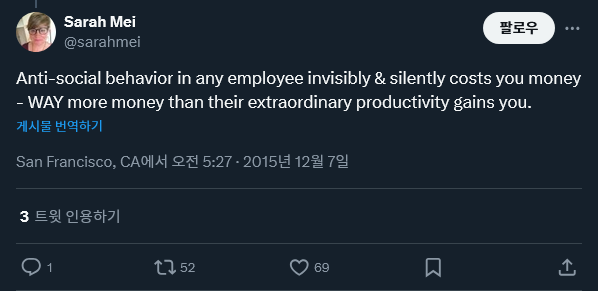 Sarah Mei
@sarahmei
팔로우
Anti-social behavior in any employee invisibly & silently costs you money
- WAY more money than their extraordinary productivity gains you.
게시물 번역하기
San Francisco, CA에서 오전 5:27 · 2015년 12월 7일
3 트윗 인용하기
1 52 69